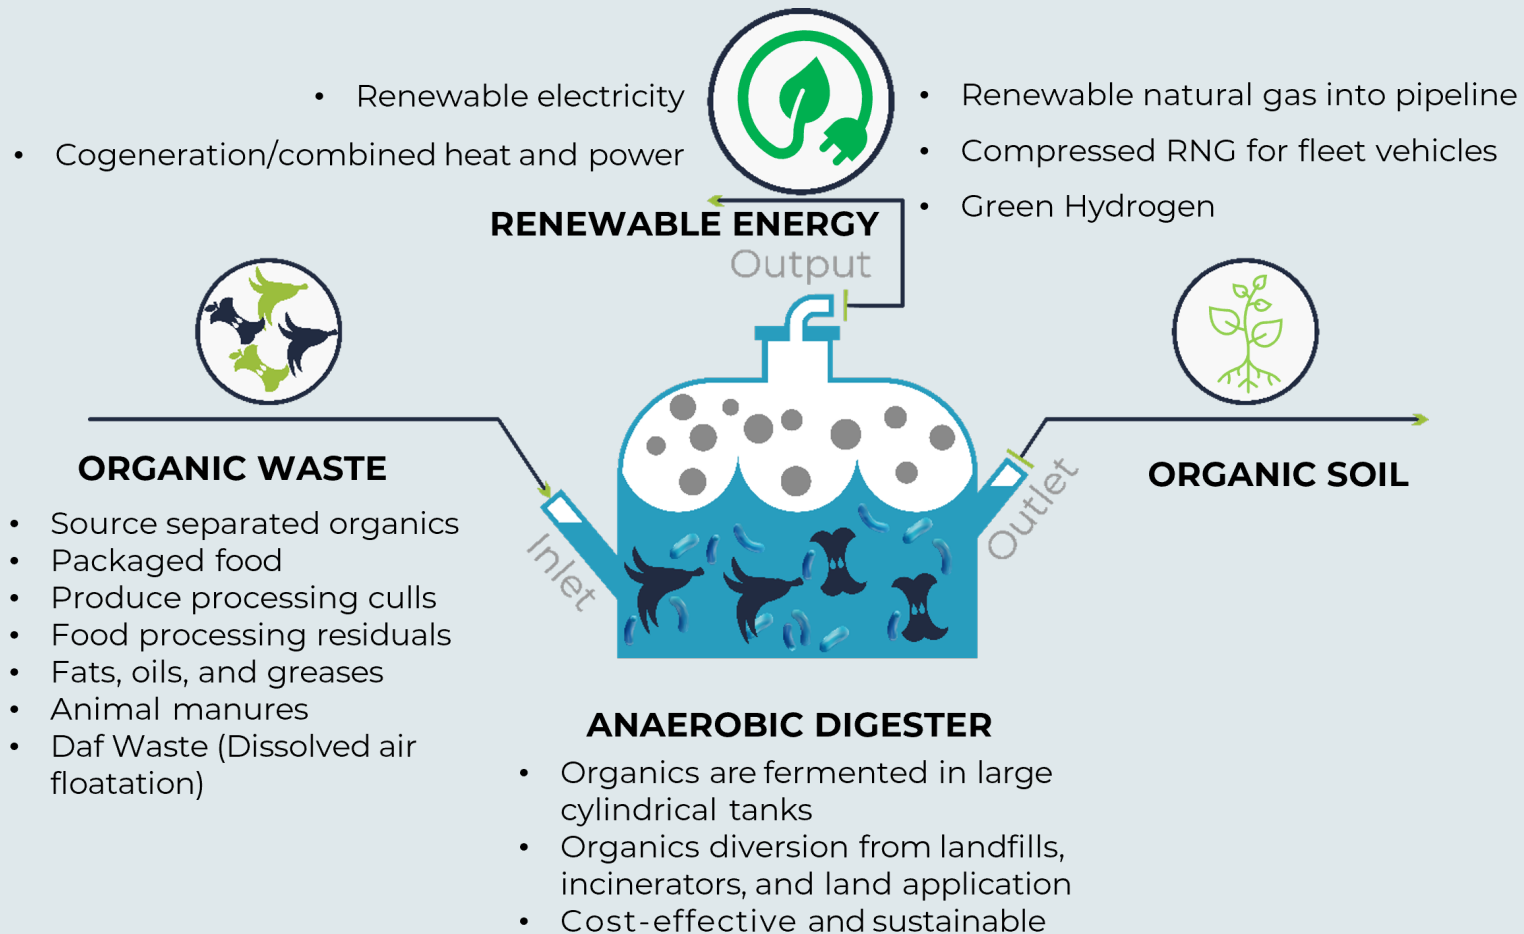 • Renewable electricity
• Cogeneration/combined heat and power
• Renewable natural gas into pipeline
• Compressed RNG for fleet vehicles
• Green Hydrogen
RENEWABLE ENERGY
Output
ORGANIC WASTE
• Source separated organics
• Packaged food
• Produce processing culls
• Food processing residuals
• Fats, oils, and greases
• Animal manures
• Daf Waste (Dissolved air
floatation)
Inlet
Outlet
ORGANIC SOIL
ANAEROBIC DIGESTER
• Organics are fermented in large
cylindrical tanks
• Organics diversion from landfills,
incinerators, and land application
• Cost-effective and sustainable